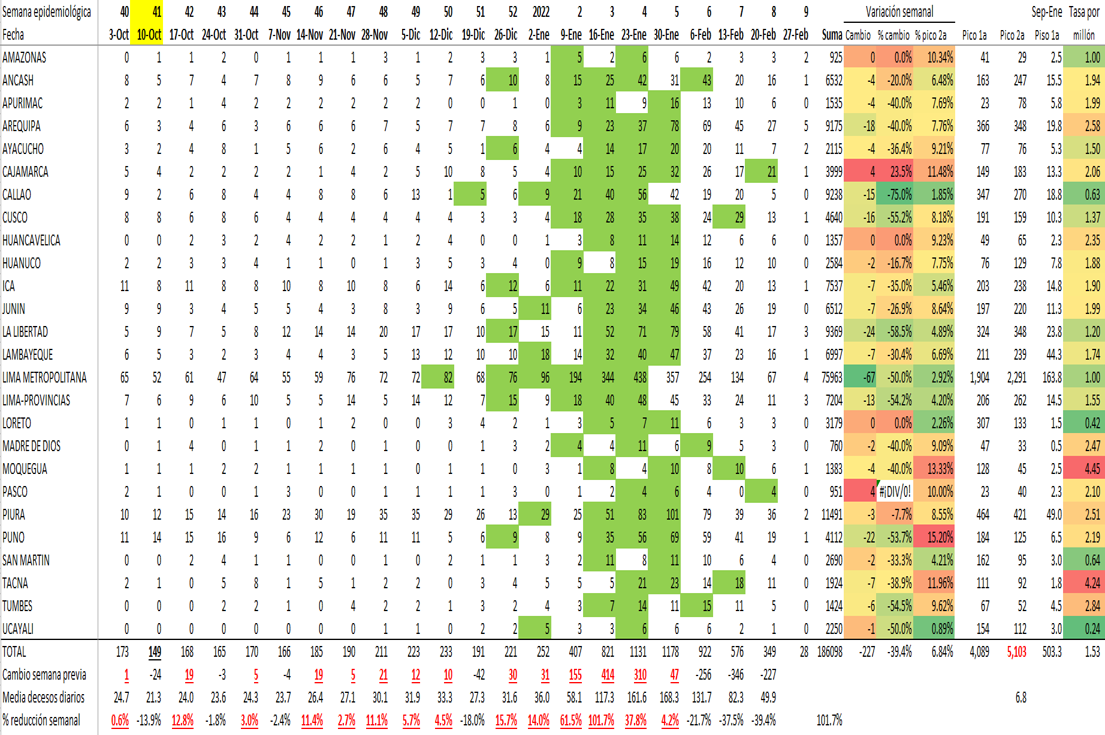 Semana epidemiológica 40 41 42 43 44 45 46 47 48 49 50 51 52 2022 2 3 4 5 6 7 8 9 Variación semanal Sep-Ene Tasa por
Fecha 3-Oct 10-Oct 17-Oct 24-Oct 31-Oct 7-Nov 14-Nov 21-Nov 28-Nov 5-Dic 12-Dic 19-Dic 26-Dic 2-Ene 9-Ene 16-Ene 23-Ene 30-Ene 6-Feb 13-Feb 20-Feb 27-Feb Suma Cambio % cambio % pico 2a Pico 1a Pico 2a Piso 1a millón
AMAZONAS 0 1 1 2 0 1 1 1 3 1 2 3 3 1 5 2 6 6 2 3 3 2 925 0 0.0% 10.34% 41 29 2.5 1.00
ANCASH 8 5 7 4 7 8 9 6 6 5 7 6 10 8 15 25 42 31 43 20 16 1 6532 -4 -20.0% 6.48% 163 247 15.5 1.94
APURIMAC 2 2 1 4 2 2 2 2 2 2 0 0 1 0 3 11 9 16 13 10 6 0 1535 -4 -40.0% 7.69% 23 78 5.8 1.99
AREQUIPA 6 3 4 6 3 6 6 6 7 5 7 7 8 6 9 23 37 78 69 45 27 5 9175 -18 -40.0% 7.76% 366 348 19.8 2.58
AYACUCHO 3 2 4 8 1 5 6 2 6 4 5 1 6 4 4 14 17 20 20 11 7 2 2115 -4 -36.4% 9.21% 77 76 5.3 1.50
CAJAMARCA 5 4 2 2 2 2 1 4 2 5 10 8 5 4 10 15 25 32 26 17 21 1 3999 4 23.5% 11.48% 149 183 13.3 2.06
CALLAO 9 2 6 6 4 4 8 8 6 13 1 5 6 9 21 40 56 42 19 20 5 0 9238 -15 -75.0% 1.85% 347 270 18.8 0.63
CUSCO 8 8 6 8 6 4 4 4 4 4 4 3 3 4 18 28 35 38 24 29 13 1 4640 -16 -55.2% 8.18% 191 159 10.3 1.37
HUANCAVELICA 0 0 2 3 2 4 2 2 1 2 4 0 0 1 3 8 11 14 12 6 6 0 1357 0 0.0% 9.23% 49 65 2.3 2.35
HUANUCO 2 2 3 3 4 1 1 0 1 3 5 3 4 0 9 8 15 19 16 12 10 0 2584 -2 -16.7% 7.75% 76 129 7.8 1.88
ICA 11 8 11 8 8 10 8 10 8 6 14 6 12 6 11 22 31 49 42 20 13 1 7537 -7 -35.0% 5.46% 203 238 14.8 1.90
JUNIN 9 9 3 4 5 5 4 3 8 3 9 6 5 11 6 23 34 46 43 26 19 0 6512 -7 -26.9% 8.64% 197 220 11.3 1.99
LA LIBERTAD 5 9 7 5 8 12 14 14 20 17 17 10 17 15 11 52 71 79 58 41 17 3 9369 -24 -58.5% 4.89% 324 348 23.8 1.20
LAMBAYEQUE 6 5 3 2 3 4 4 3 5 13 12 10 10 18 14 32 40 47 37 23 16 1 6997 -7 -30.4% 6.69% 211 239 44.3 1.74
LIMA METROPOLITANA 65 52 61 47 64 55 59 76 72 72 82 68 76 96 194 344 438 357 254 134 67 4 75963 -67 -50.0% 2.92% 1,904 2,291 163.8 1.00
LIMA-PROVINCIAS 7 6 9 6 10 5 5 14 5 14 12 7 15 9 18 40 48 45 33 24 11 3 7204 -13 -54.2% 4.20% 206 262 14.5 1.55
LORETO 1 1 0 1 0 1 1 2 0 0 3 4 2 1 3 5 7 11 6 3 3 0 3179 0 0.0% 2.26% 307 133 1.5 0.42
MADRE DE DIOS 0 1 4 0 1 1 2 0 1 0 0 1 3 2 4 4 11 6 9 5 3 0 760 -2 -40.0% 9.09% 47 33 0.5 2.47
MOQUEGUA 1 1 1 2 2 1 1 1 1 1 1 1 0 3 1 8 4 10 8 10 6 1 1383 -4 -40.0% 13.33% 128 45 2.5 4.45
PASCO 2 1 0 0 1 3 0 0 1 1 1 1 3 0 1 2 4 6 4 0 4 0 951 4 #¡DIV/0! 10.00% 23 40 2.3 2.10
PIURA 10 12 15 14 16 23 30 19 35 35 29 26 13 29 25 51 83 101 79 39 36 2 11491 -3 -7.7% 8.55% 464 421 49.0 2.51
PUNO 11 14 15 16 9 6 12 6 11 11 5 6 9 8 9 35 56 69 59 41 19 1 4112 -22 -53.7% 15.20% 184 125 6.5 2.19
SAN MARTIN 0 0 2 4 1 1 0 1 0 0 2 1 1 3 2 11 8 11 10 6 4 0 2690 -2 -33.3% 4.21% 162 95 3.0 0.64
TACNA 2 1 0 5 8 1 5 1 2 2 0 3 4 5 5 5 21 23 14 18 11 0 1924 -7 -38.9% 11.96% 111 92 1.8 4.24
TUMBES 0 0 0 2 2 1 0 4 2 2 1 3 2 4 3 7 14 11 15 11 5 0 1424 -6 -54.5% 9.62% 67 52 4.5 2.84
UCAYALI 0 0 0 0 0 0 0 0 1 1 0 2 2 5 3 3 6 6 6 2 1 0 2250 -1 -50.0% 0.89% 154 112 3.0 0.24
TOTAL 173 149 168 165 170 166 185 190 211 223 233 191 221 252 407 821 1131 1178 922 576 349 28 186098 -227 -39.4% 6.84% 4,089 5,103 503.3 1.53
Cambio semana previa 1 -24 19 -3 5 -4 19 5 21 12 10 -42 30 31 155 414 310 47 -256 -346 -227
Media decesos diarios 24.7 21.3 24.0 23.6 24.3 23.7 26.4 27.1 30.1 31.9 33.3 27.3 31.6 36.0 58.1 117.3 161.6 168.3 131.7 82.3 49.9 6.8
% reducción semanal 0.6% -13.9% 12.8% -1.8% 3.0% -2.4% 11.4% 2.7% 11.1% 5.7% 4.5% -18.0% 15.7% 14.0% 61.5% 101.7% 37.8% 4.2% -21.7% -37.5% -39.4% 101.7%